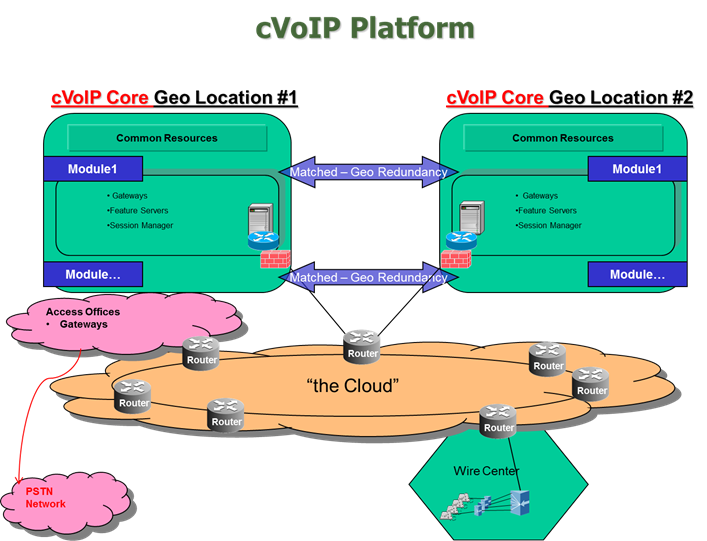 cVoIP Platform
cVoIP Core Geo Location #1
cVoIP Core Geo Location #2
Common Resources
Module1
• Gateways
•Feature Servers
•Session Manager
Module…
Matched – Geo Redundancy
Matched – Geo Redundancy
Common Resources
Module1
• Gateways
•Feature Servers
•Session Manager
Module…
Access Offices
• Gateways
Router
Router
Router
Router
"the Cloud"
Router
Router
Router
Router
Wire Center
PSTN
Network